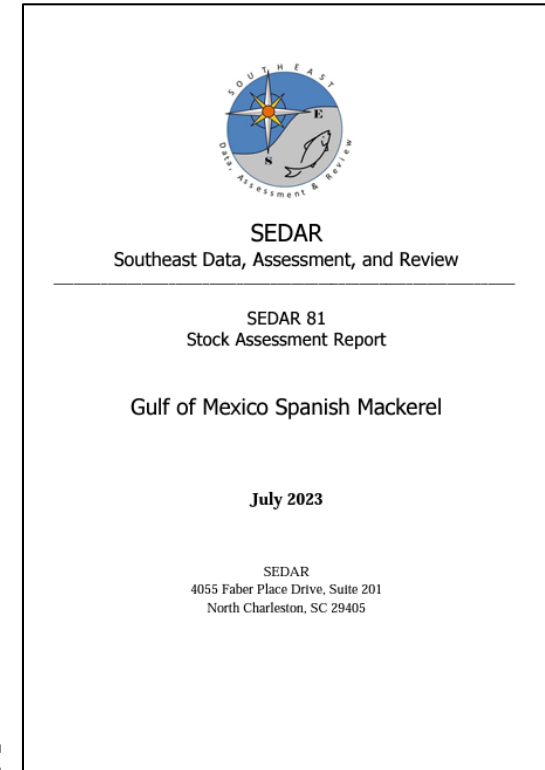 SOUTHEAST
E
S
Data, Assessment & Review
SEDAR
Southeast Data, Assessment, and Review
SEDAR 81
Stock Assessment Report
Gulf of Mexico Spanish Mackerel
July 2023
SEDAR
4055 Faber Place Drive, Suite 201
North Charleston, SC 29405